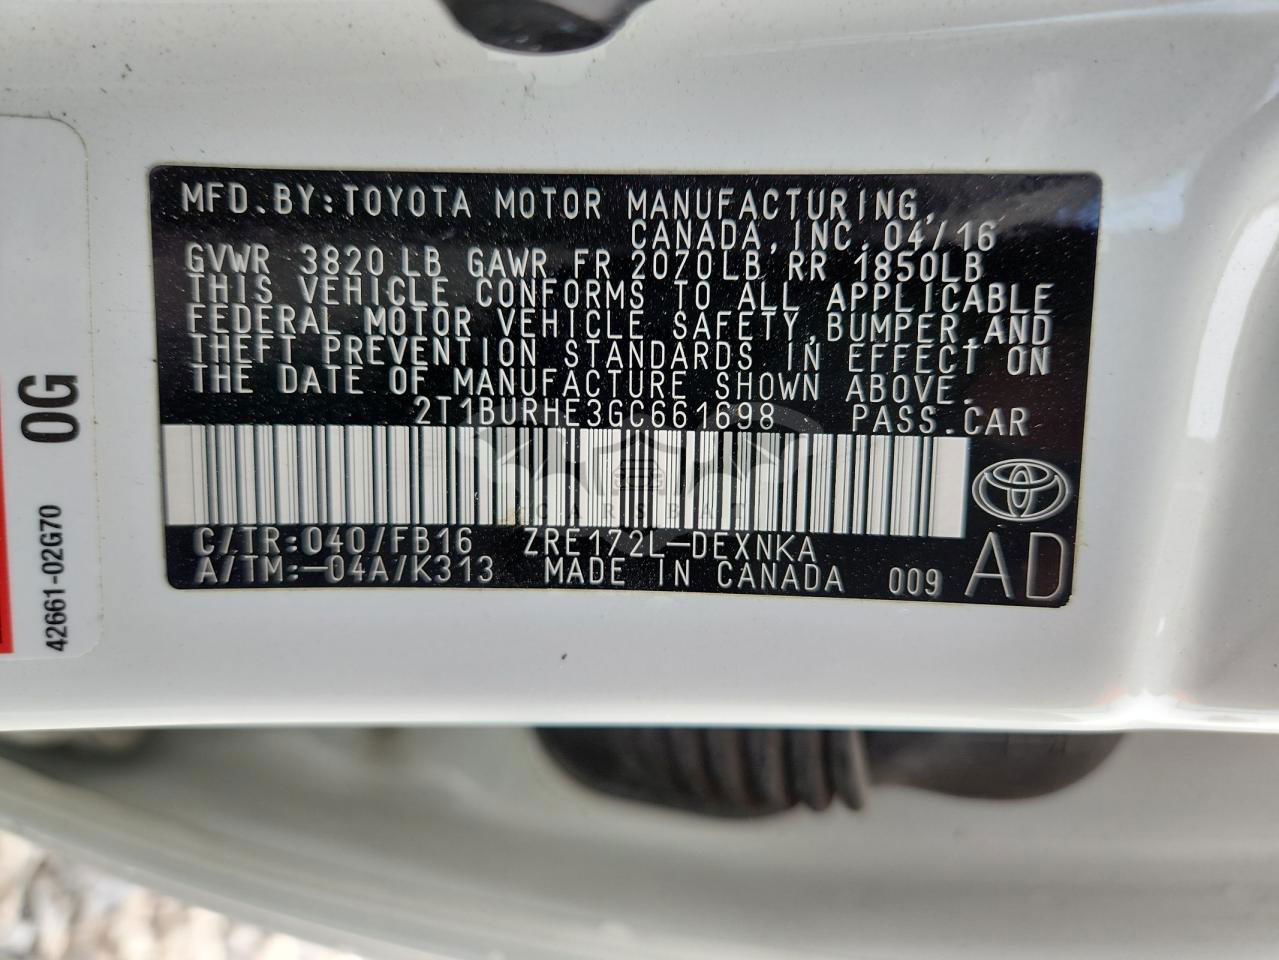 MFD.BY:TOYOTA MOTOR MANUFACTURING,
CANADA,INC.04/16
GVWR 3820 LB GAWR FR 2070LB RR 1850LB
THIS VEHICLE CONFORMS TO ALL APPLICABLE
FEDERAL MOTOR VEHICLE SAFETY,BUMPER,AND
THEFT PREVENTION STANDARDS IN EFFECT ON
THE DATE OF MANUFACTURE SHOWN ABOVE.
2T1BURHE3GC661698 PASS.CAR
CARSBAT
C/TR:040/FB16 ZRE172L-DEXNKA
A/TM:-04A/K313 MADE IN CANADA 009 AD
0G
42661-02G70